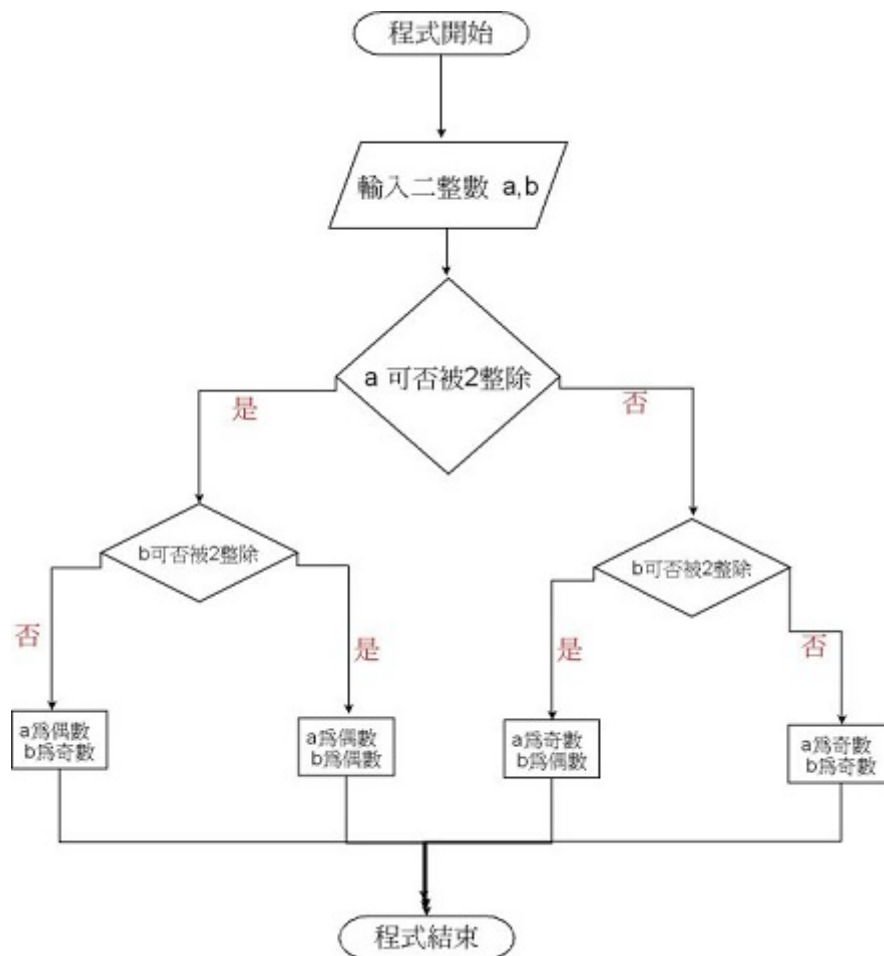 程式開始
輸入二整數 a,b
a 可否被2整除
是
否
b可否被2整除
b可否被2整除
否
是
是
否
a爲偶數
b爲奇數
a爲偶數
b爲偶數
a爲奇數
b爲偶數
a爲奇數
b爲奇數
程式結束